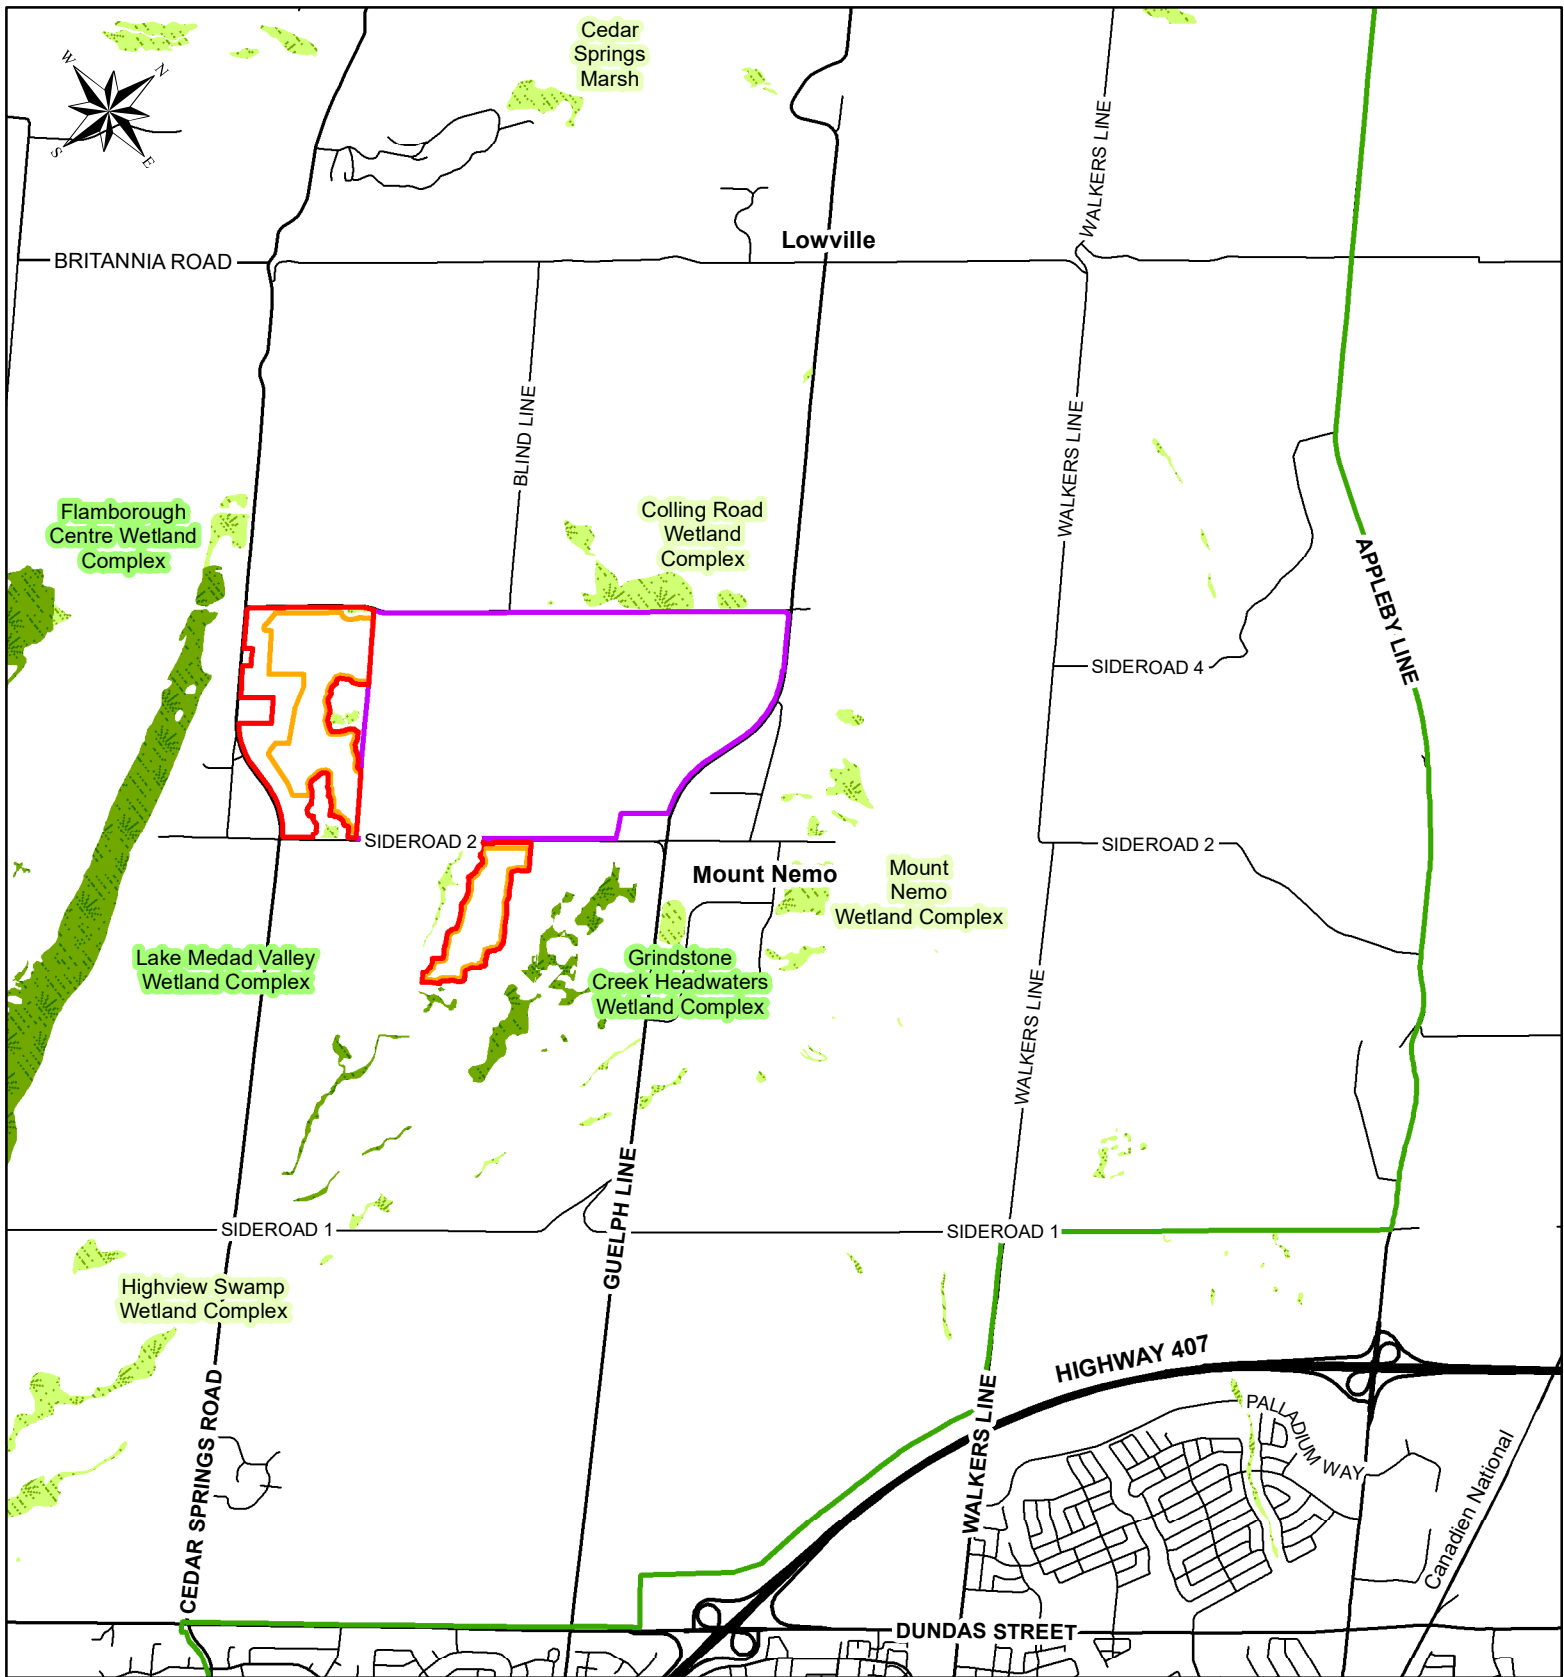 Cedar
Springs
Marsh
W
N
S
E
WALKERS LINE
Lowville
BRITANNIA ROAD
BLIND LINE
WALKERS LINE
Flamborough
Centre Wetland
Complex
Colling Road
Wetland
Complex
APPLEBY LINE
SIDEROAD 4
SIDEROAD 2
SIDEROAD 2
Mount Nemo
Mount
Nemo
Wetland Complex
Lake Medad Valley
Wetland Complex
Grindstone
Creek Headwaters
Wetland Complex
WALKERS LINE
GUELPH LINE
SIDEROAD 1
SIDEROAD 1
Highview Swamp
Wetland Complex
HIGHWAY 407
CEDAR SPRINGS ROAD
WALKERS LINE
PALLADIUM WAY
Canadien National
DUNDAS STREET